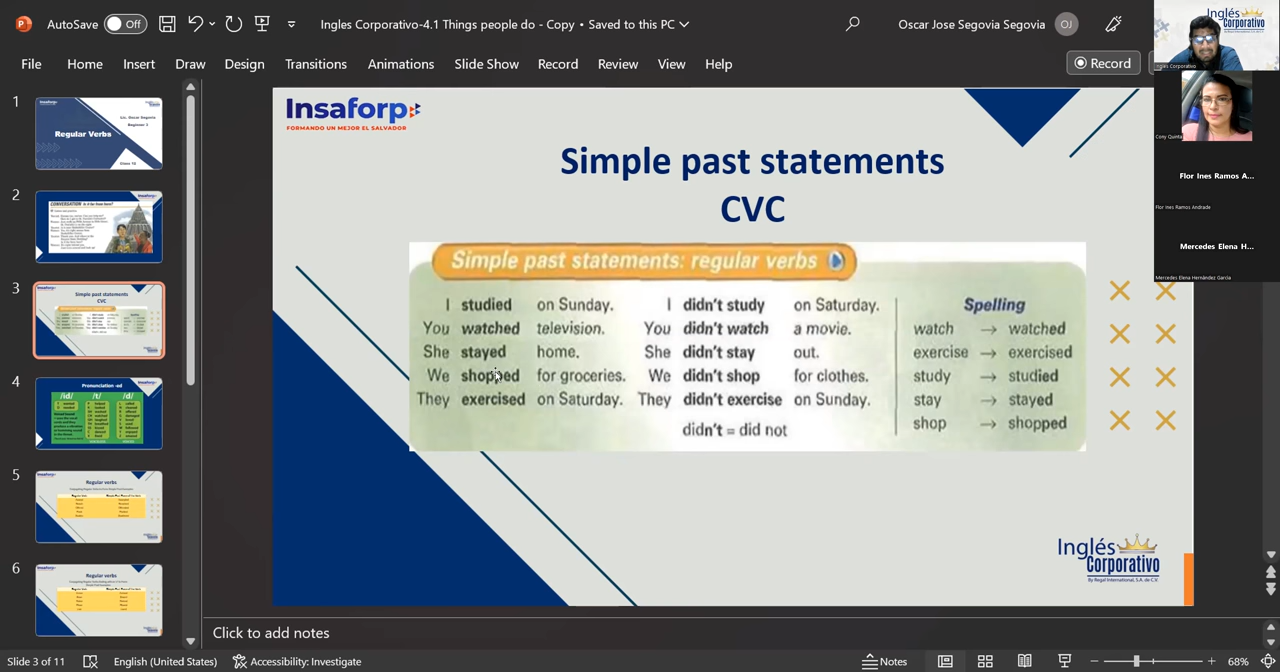 AutoSave Off
Ingles Corporativo-4.1 Things people do - Copy • Saved to this PC
Oscar Jose Segovia Segovia OJ
File Home Insert Draw Design Transitions Animations Slide Show Record Review View Help
Record
Inglés
Corporativo
Cony Quinta
Flor Ines Ramos A...
Flor Ines Ramos Andrade
Mercedes Elena H...
Mercedes Elena Hernández García
1
Regular Verbs
2
CONVERSATION
3
Simple past statements
CVC
4
Pronunciation -ed
/id/ /t/ /d/
5
Regular verbs
6
Regular verbs
Insaforp
FORMANDO UN MEJOR EL SALVADOR
Simple past statements
CVC
Simple past statements: regular verbs
I studied on Sunday. I didn't study on Saturday. Spelling
You watched television. You didn't watch a movie. watch → watched
She stayed home. She didn't stay out. exercise → exercised
We shopped for groceries. We didn't shop for clothes. study → studied
They exercised on Saturday. They didn't exercise on Sunday. stay → stayed
didn't = did not shop → shopped
Inglés
Corporativo
By Regal International, S.A. de C.V.
Click to add notes
Slide 3 of 11 English (United States) Accessibility: Investigate Notes 68%